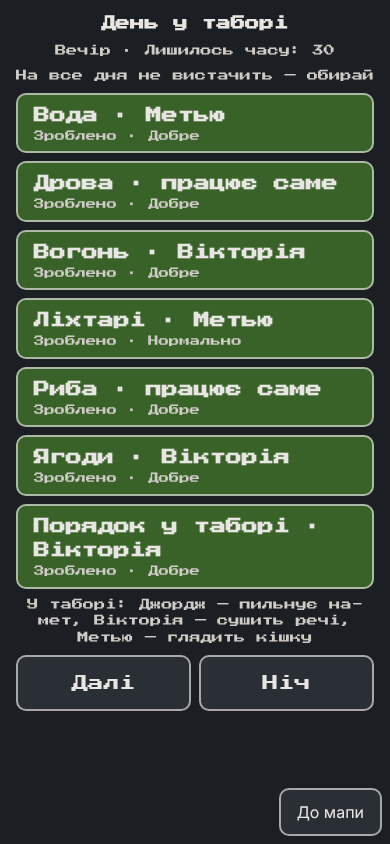 День у таборі
Вечір · Лишилось часу: 30
На все дня не вистачить — обирай
Вода · Метью
Зроблено · Добре
Дрова · працює саме
Зроблено · Добре
Вогонь · Вікторія
Зроблено · Добре
Ліхтарі · Метью
Зроблено · Нормально
Риба · працює саме
Зроблено · Добре
Ягоди · Вікторія
Зроблено · Добре
Порядок у таборі ·
Вікторія
Зроблено · Добре
У таборі: Джордж — пильнує на-
мет, Вікторія — сушить речі,
Метью — глядить кішку
Далі
Ніч
До мапи